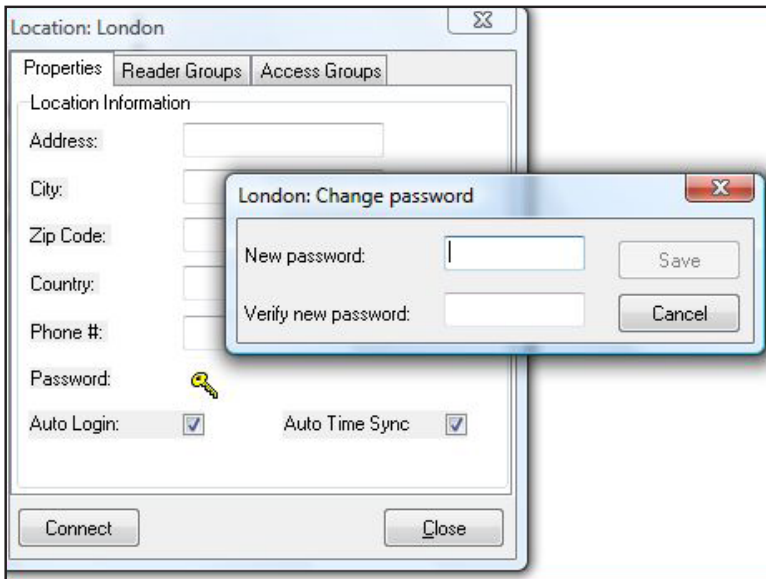 Location: London
Properties Reader Groups Access Groups
Location Information
Address:
City:
Zip Code:
Country:
Phone #:
Password:
Auto Login: Auto Time Sync
Connect Close
London: Change password
New password: Save
Verify new password: Cancel